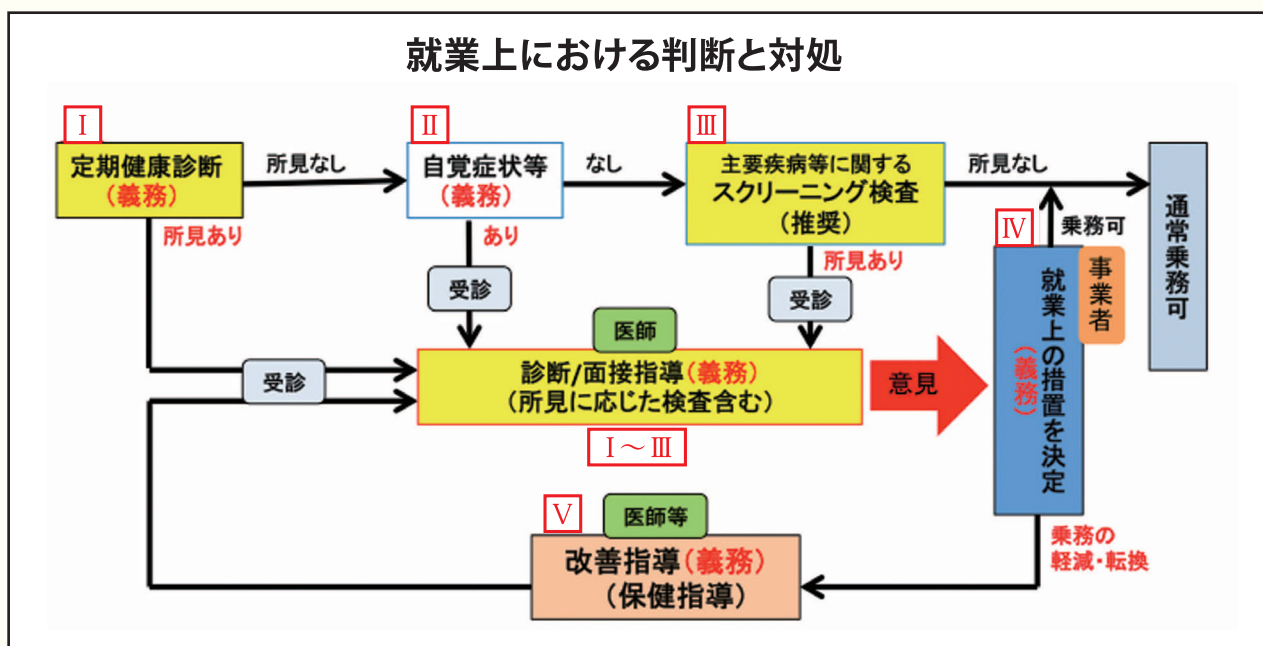 就業上における判断と対処
Ⅰ
定期健康診断
(義務)
所見なし
Ⅱ
自覚症状等
(義務)
なし
Ⅲ
主要疾病等に関する
スクリーニング検査
(推奨)
所見なし
通常乗務可
所見あり
あり
所見あり
Ⅳ
乗務可
事業者
就業上の措置を決定
(義務)
受診
受診
受診
医師
診断/面接指導(義務)
(所見に応じた検査含む)
意見
Ⅰ～Ⅲ
Ⅴ
医師等
改善指導(義務)
(保健指導)
乗務の
軽減・転換